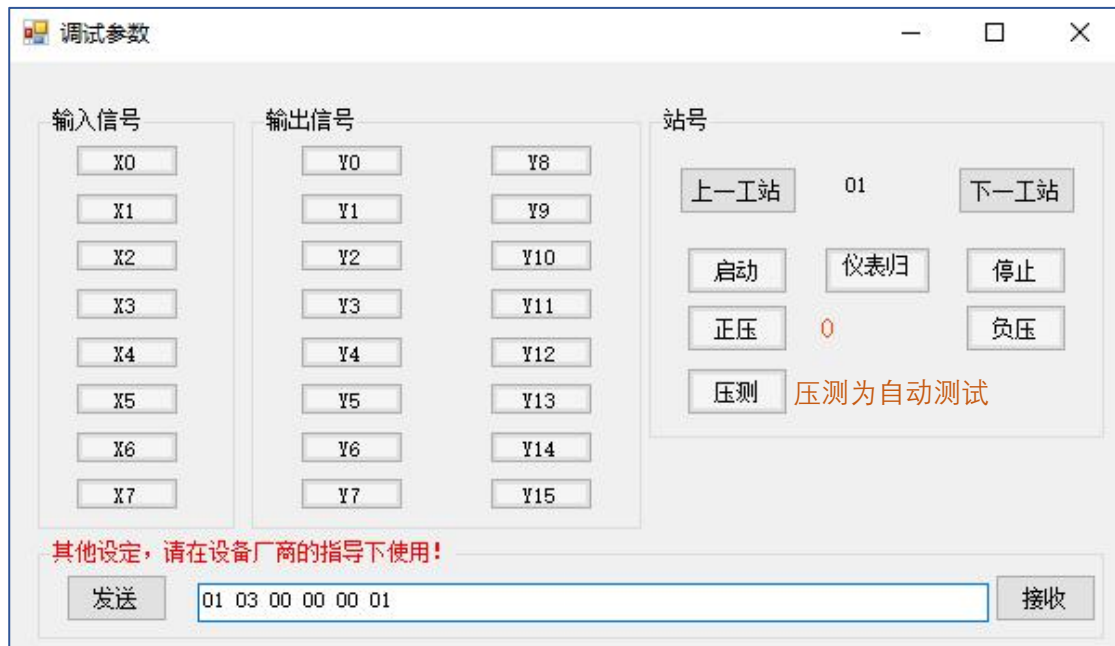 调试参数
输入信号
X0
X1
X2
X3
X4
X5
X6
X7
输出信号
Y0 Y8
Y1 Y9
Y2 Y10
Y3 Y11
Y4 Y12
Y5 Y13
Y6 Y14
Y7 Y15
站号
上一工站 01 下一工站
启动 仪表归 停止
正压 0 负压
压测 压测为自动测试
其他设定，请在设备厂商的指导下使用！
发送 01 03 00 00 00 01 接收